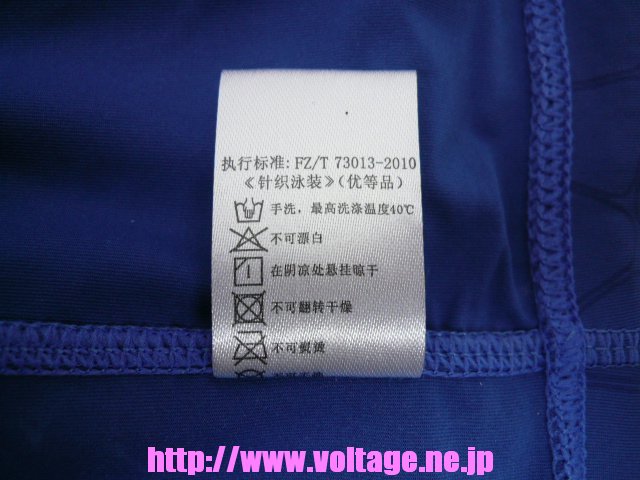 执行标准: FZ/T 73013-2010
《针织泳装》(优等品)
手洗，最高洗涤温度40℃
不可漂白
在阴凉处悬挂晾干
不可翻转干燥
不可熨烫
http://www.voltage.ne.jp